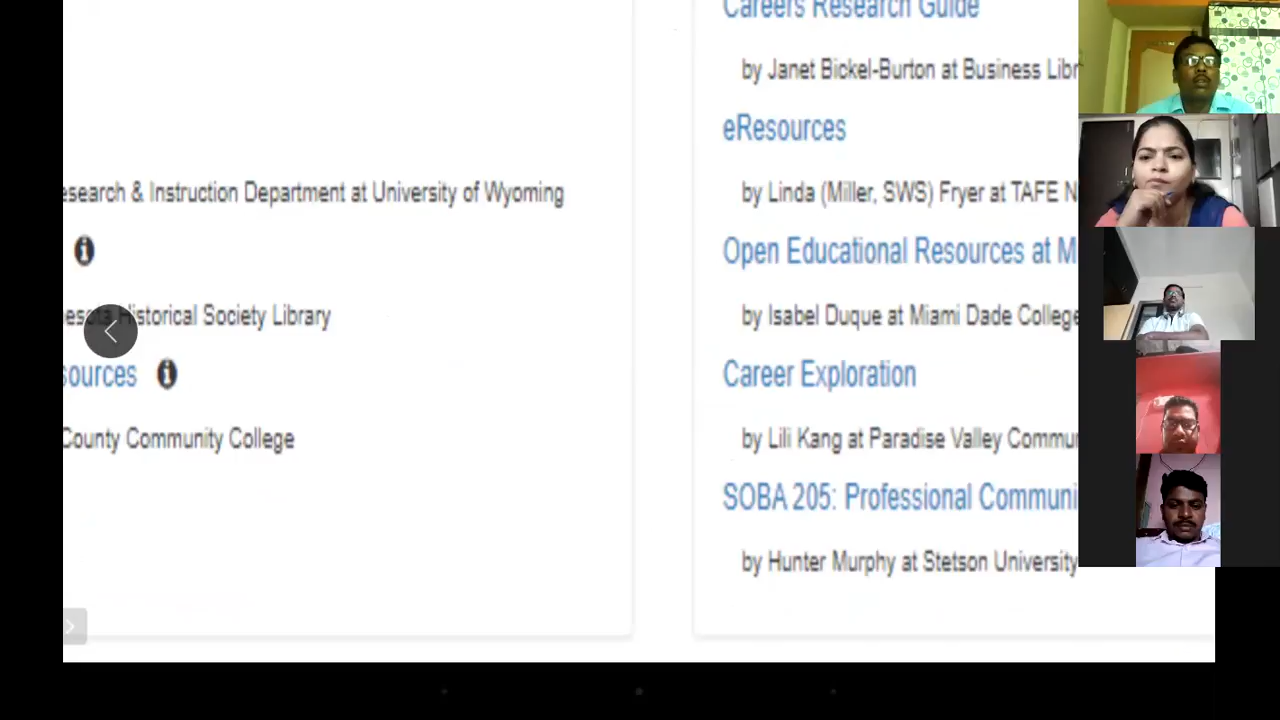 esearch & Instruction Department at University of Wyoming
esota Historical Society Library
sources
County Community College
Careers Research Guide
by Janet Bickel-Burton at Business Libr
eResources
by Linda (Miller, SWS) Fryer at TAFE N
Open Educational Resources at M
by Isabel Duque at Miami Dade College
Career Exploration
by Lili Kang at Paradise Valley Commu
SOBA 205: Professional Communi
by Hunter Murphy at Stetson University